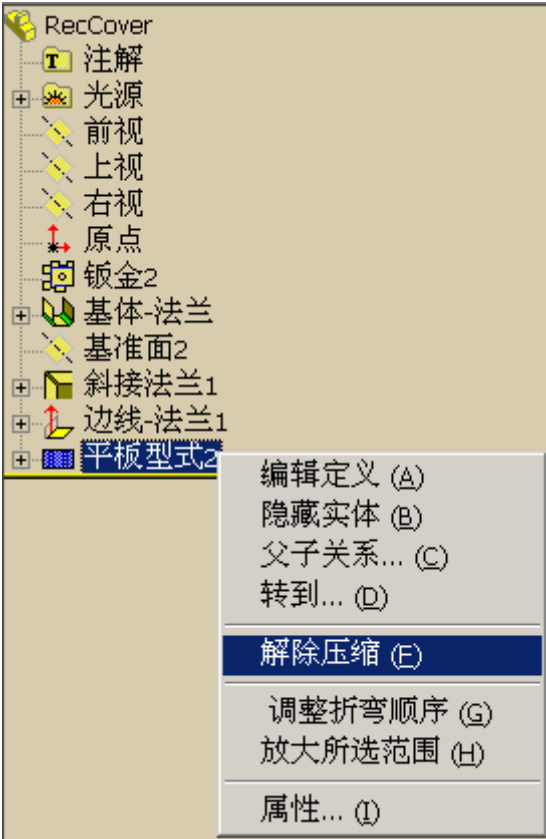 RecCover
注解
光源
前视
上视
右视
原点
钣金2
基体-法兰
基准面2
斜接法兰1
边线-法兰1
平板型式2
编辑定义 (A)
隐藏实体 (B)
父子关系... (C)
转到... (D)
解除压缩 (E)
调整折弯顺序 (G)
放大所选范围 (H)
属性... (I)